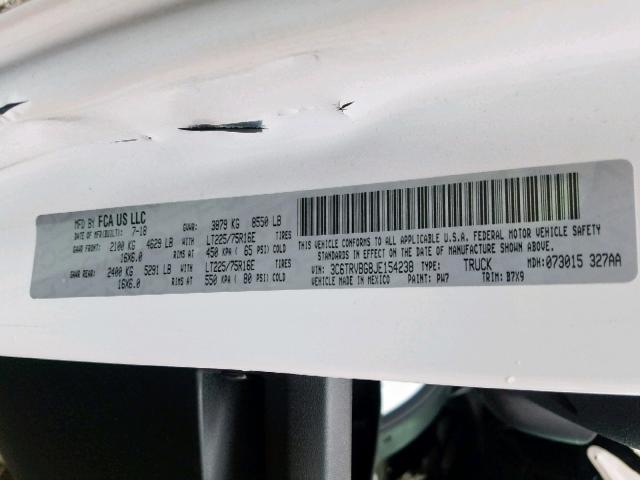 MFD BY FCA US LLC
DATE OF MFR(BUILT): 7-18 GVWR: 3879 KG 8550 LB
GAWR FRONT: 2100 KG 4629 LB WITH LT225/75R16E TIRES
16X6.0 RIMS AT 450 KPA ( 65 PSI) COLD
GAWR REAR: 2400 KG 5291 LB WITH LT225/75R16E TIRES
16X6.0 RIMS AT 550 KPA ( 80 PSI) COLD
THIS VEHICLE CONFORMS TO ALL APPLICABLE U.S.A. FEDERAL MOTOR VEHICLE SAFETY
STANDARDS IN EFFECT ON THE DATE OF MANUFACTURE SHOWN ABOVE.
VIN: 3C6TRVBG8JE154238 TYPE: TRUCK MDH: 073015 327AA
VEHICLE MADE IN MEXICO PAINT: PW7 TRIM: B7X9